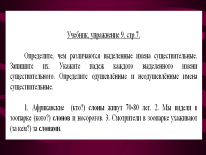 Учебник, упражнение 9, стр.7.
Определите, чем различаются выделенные имена существительные.
Запишите их. Укажите падеж каждого выделенного имени
существительного. Определите одушевлённые и неодушевлённые имена
существительные.
1. Африканские (кто?) слоны живут 70-80 лет. 2. Мы видели в
зоопарке (кого?) слонов и носорогов. 3. Смотрители в зоопарке ухаживают
(за кем?) за слонами.